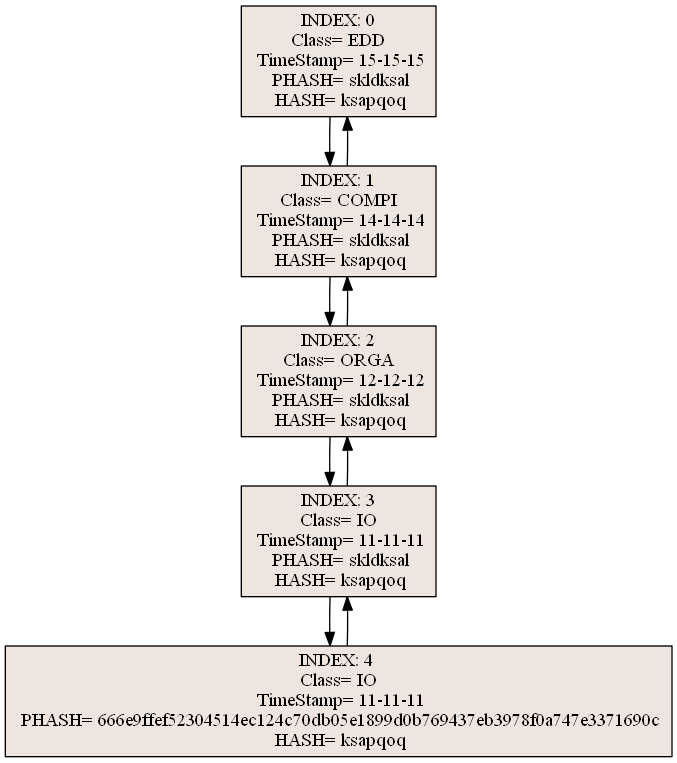 INDEX: 0
Class= EDD
TimeStamp= 15-15-15
PHASH= skldksal
HASH= ksapqoq
INDEX: 1
Class= COMPI
TimeStamp= 14-14-14
PHASH= skldksal
HASH= ksapqoq
INDEX: 2
Class= ORGA
TimeStamp= 12-12-12
PHASH= skldksal
HASH= ksapqoq
INDEX: 3
Class= IO
TimeStamp= 11-11-11
PHASH= skldksal
HASH= ksapqoq
INDEX: 4
Class= IO
TimeStamp= 11-11-11
PHASH= 666e9ffef52304514ec124c70db05e1899d0b769437eb3978f0a747e3371690c
HASH= ksapqoq